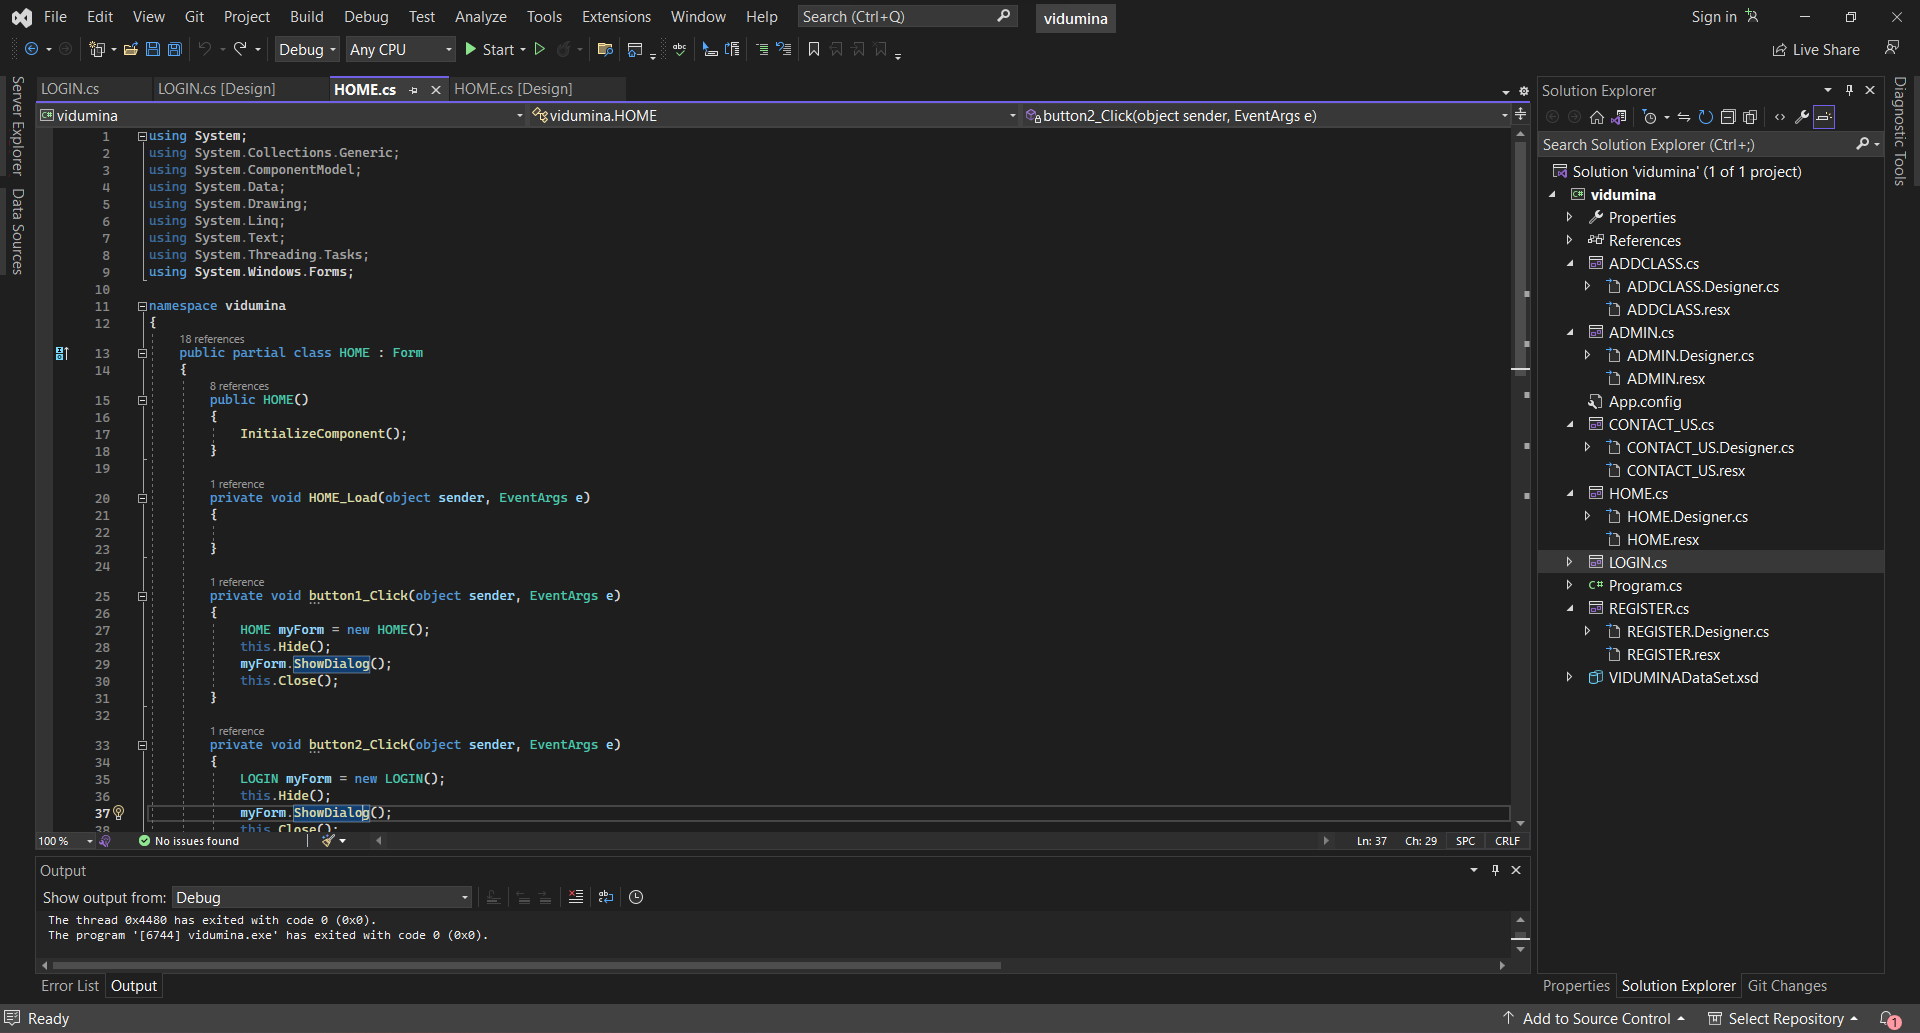 File Edit View Git Project Build Debug Test Analyze Tools Extensions Window Help Search (Ctrl+Q) vidumina Sign in
Debug Any CPU Start Live Share
Server Explorer
Data Sources
LOGIN.cs LOGIN.cs [Design] HOME.cs HOME.cs [Design]
vidumina vidumina.HOME button2_Click(object sender, EventArgs e)
1 using System;
2 using System.Collections.Generic;
3 using System.ComponentModel;
4 using System.Data;
5 using System.Drawing;
6 using System.Linq;
7 using System.Text;
8 using System.Threading.Tasks;
9 using System.Windows.Forms;
10
11 namespace vidumina
12 {
18 references
13 public partial class HOME : Form
14 {
8 references
15 public HOME()
16 {
17 InitializeComponent();
18 }
19
1 reference
20 private void HOME_Load(object sender, EventArgs e)
21 {
22
23 }
24
1 reference
25 private void button1_Click(object sender, EventArgs e)
26 {
27 HOME myForm = new HOME();
28 this.Hide();
29 myForm.ShowDialog();
30 this.Close();
31 }
32
1 reference
33 private void button2_Click(object sender, EventArgs e)
34 {
35 LOGIN myForm = new LOGIN();
36 this.Hide();
37 myForm.ShowDialog();
38 this.Close();
100 % No issues found Ln: 37 Ch: 29 SPC CRLF
Output
Show output from: Debug
The thread 0x4480 has exited with code 0 (0x0).
The program '[6744] vidumina.exe' has exited with code 0 (0x0).
Error List Output
Solution Explorer
Search Solution Explorer (Ctrl+;)
Solution 'vidumina' (1 of 1 project)
C# vidumina
Properties
References
ADDCLASS.cs
ADDCLASS.Designer.cs
ADDCLASS.resx
ADMIN.cs
ADMIN.Designer.cs
ADMIN.resx
App.config
CONTACT_US.cs
CONTACT_US.Designer.cs
CONTACT_US.resx
HOME.cs
HOME.Designer.cs
HOME.resx
LOGIN.cs
C# Program.cs
REGISTER.cs
REGISTER.Designer.cs
REGISTER.resx
VIDUMINADataSet.xsd
Properties Solution Explorer Git Changes
Diagnostic Tools
Ready Add to Source Control Select Repository 1